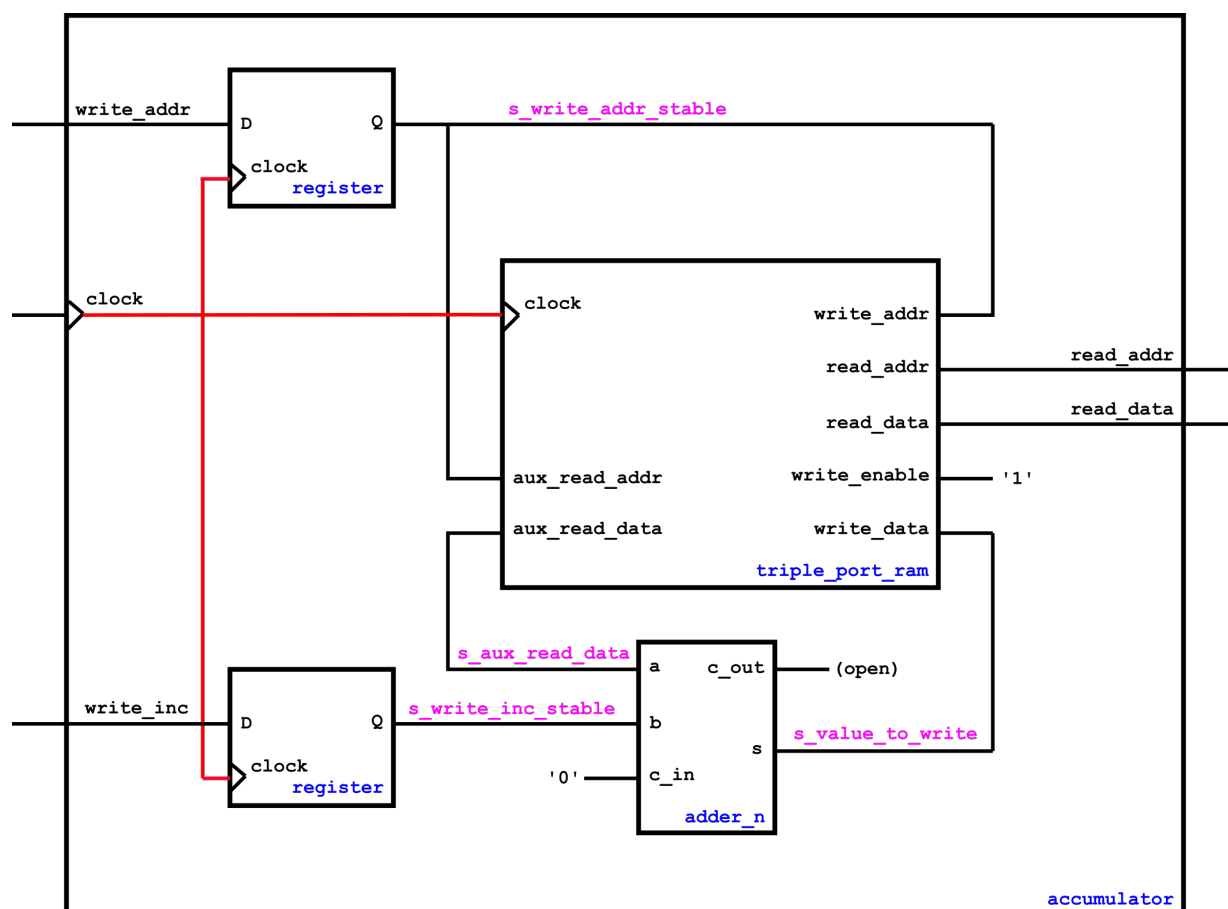 write_addr
D
Q
clock
register
s_write_addr_stable
clock
clock
write_addr
read_addr
read_data
write_enable
'1'
write_data
aux_read_addr
aux_read_data
triple_port_ram
read_addr
read_data
s_aux_read_data
a
c_out
(open)
write_inc
D
Q
clock
register
s_write_inc_stable
b
s
s_value_to_write
'0'
c_in
adder_n
accumulator